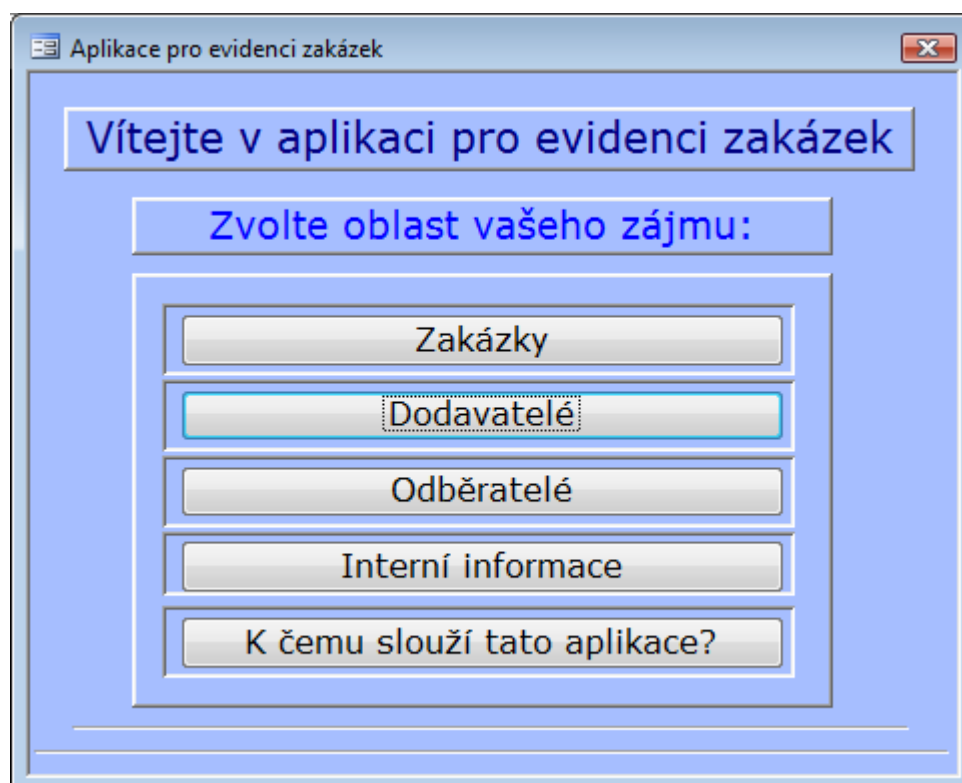 Aplikace pro evidenci zakázek
Vítejte v aplikaci pro evidenci zakázek
Zvolte oblast vašeho zájmu:
Zakázky
Dodavatelé
Odběratelé
Interní informace
K čemu slouží tato aplikace?